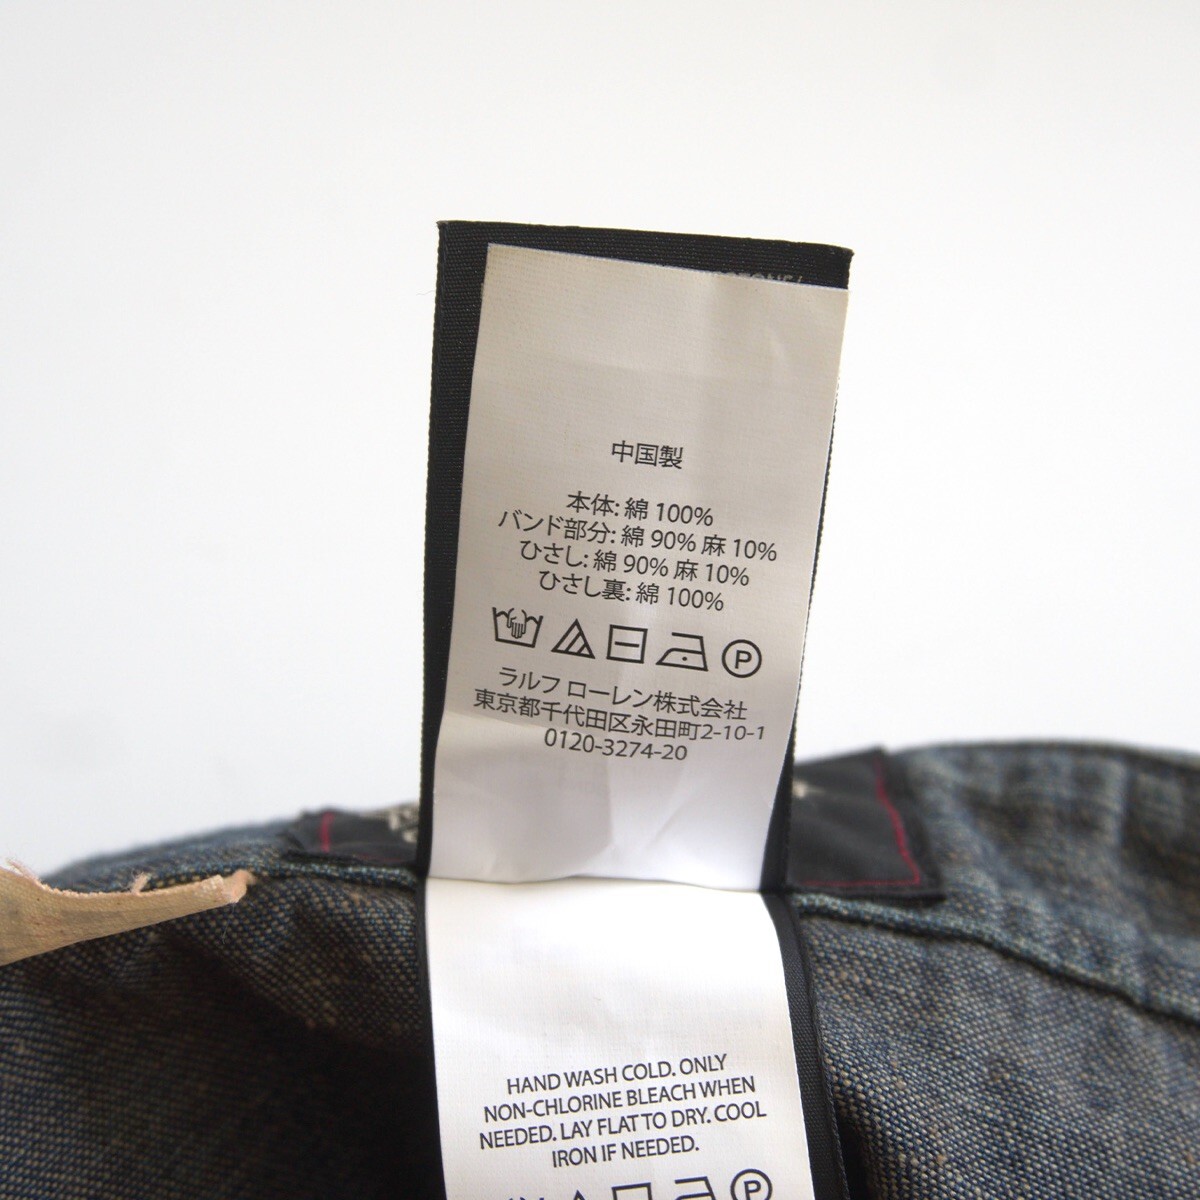 中国製
本体: 綿 100%
バンド部分: 綿 90% 麻 10%
ひさし: 綿 90% 麻 10%
ひさし裏: 綿 100%
P
ラルフ ローレン株式会社
東京都千代田区永田町2-10-1
0120-3274-20
HAND WASH COLD. ONLY
NON-CHLORINE BLEACH WHEN
NEEDED. LAY FLAT TO DRY. COOL
IRON IF NEEDED.
P